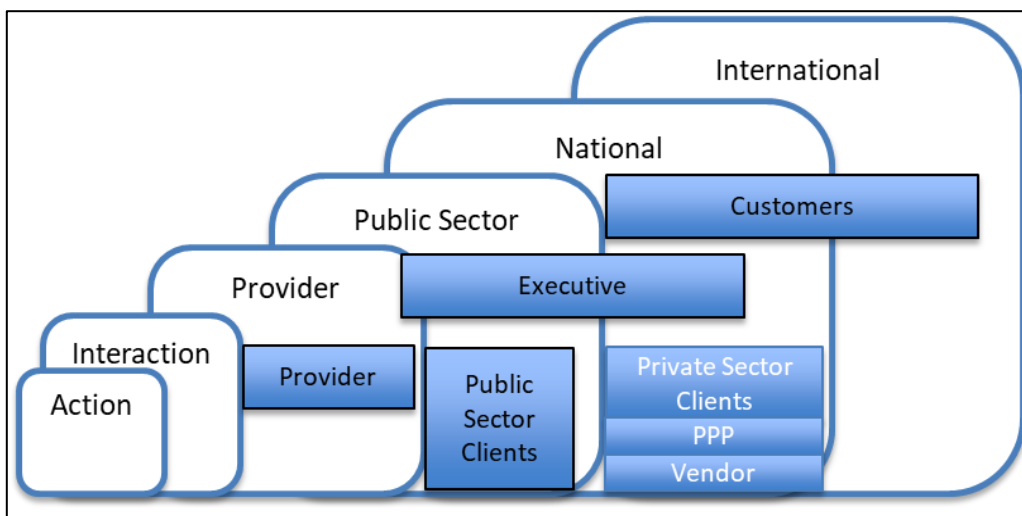 International
National
Customers
Public Sector
Executive
Provider
Interaction
Provider
Public
Sector
Clients
Private Sector
Clients
PPP
Vendor
Action